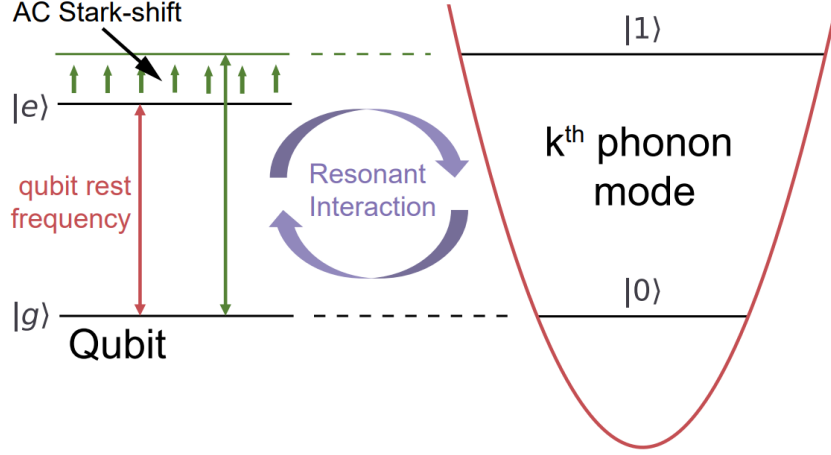 AC Stark-shift
|e⟩
qubit rest
frequency
|g⟩
Qubit
Resonant
Interaction
|1⟩
kth phonon
mode
|0⟩